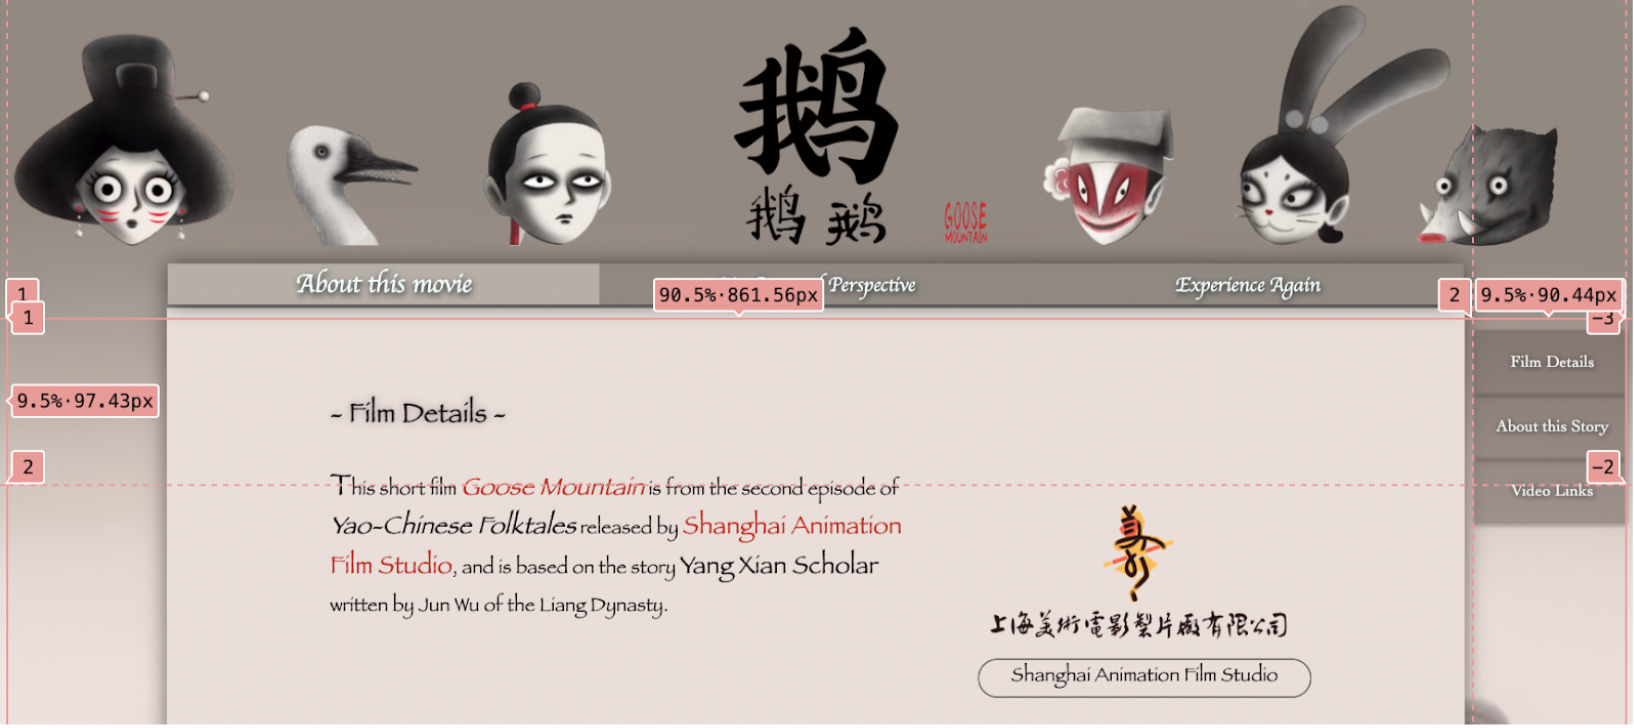 鹅
鹅 鹅
GOOSE
MOUNTAIN
About this movie
Perspective
Experience Again
1
1
90.5%·861.56px
2
9.5%·90.44px
-3
Film Details
9.5%·97.43px
- Film Details -
About this Story
2
-2
Video Links
This short film Goose Mountain is from the second episode of
Yao-Chinese Folktales released by Shanghai Animation
Film Studio, and is based on the story Yang Xian Scholar
written by Jun Wu of the Liang Dynasty.
上海美術電影製片廠有限公司
Shanghai Animation Film Studio